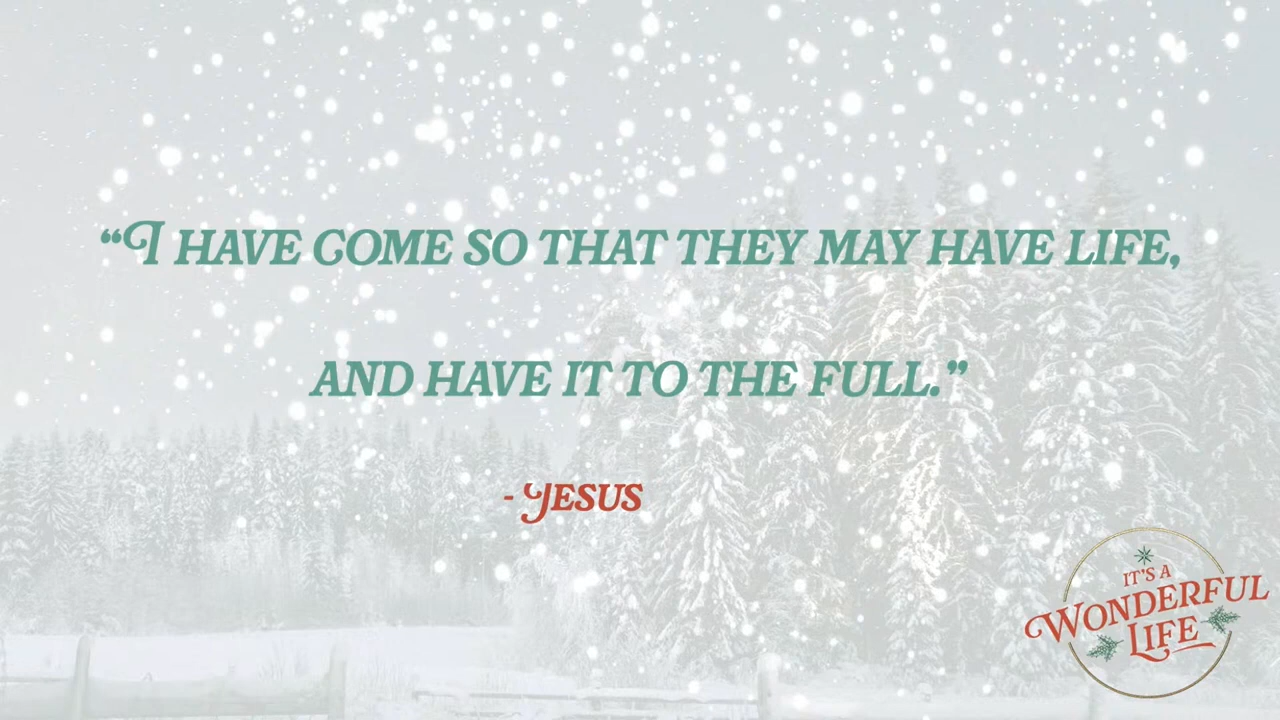 “I HAVE COME SO THAT THEY MAY HAVE LIFE,
AND HAVE IT TO THE FULL.”
- JESUS
IT'S A
WONDERFUL
LIFE